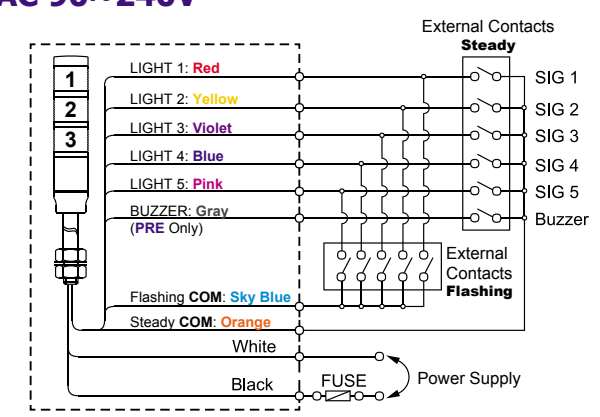 AC 90~240V
External Contacts
Steady
LIGHT 1: Red
SIG 1
LIGHT 2: Yellow
SIG 2
LIGHT 3: Violet
SIG 3
LIGHT 4: Blue
SIG 4
LIGHT 5: Pink
SIG 5
BUZZER: Gray
(PRE Only)
Buzzer
1
2
3
External
Contacts
Flashing
Flashing COM: Sky Blue
Steady COM: Orange
White
Black
FUSE
Power Supply